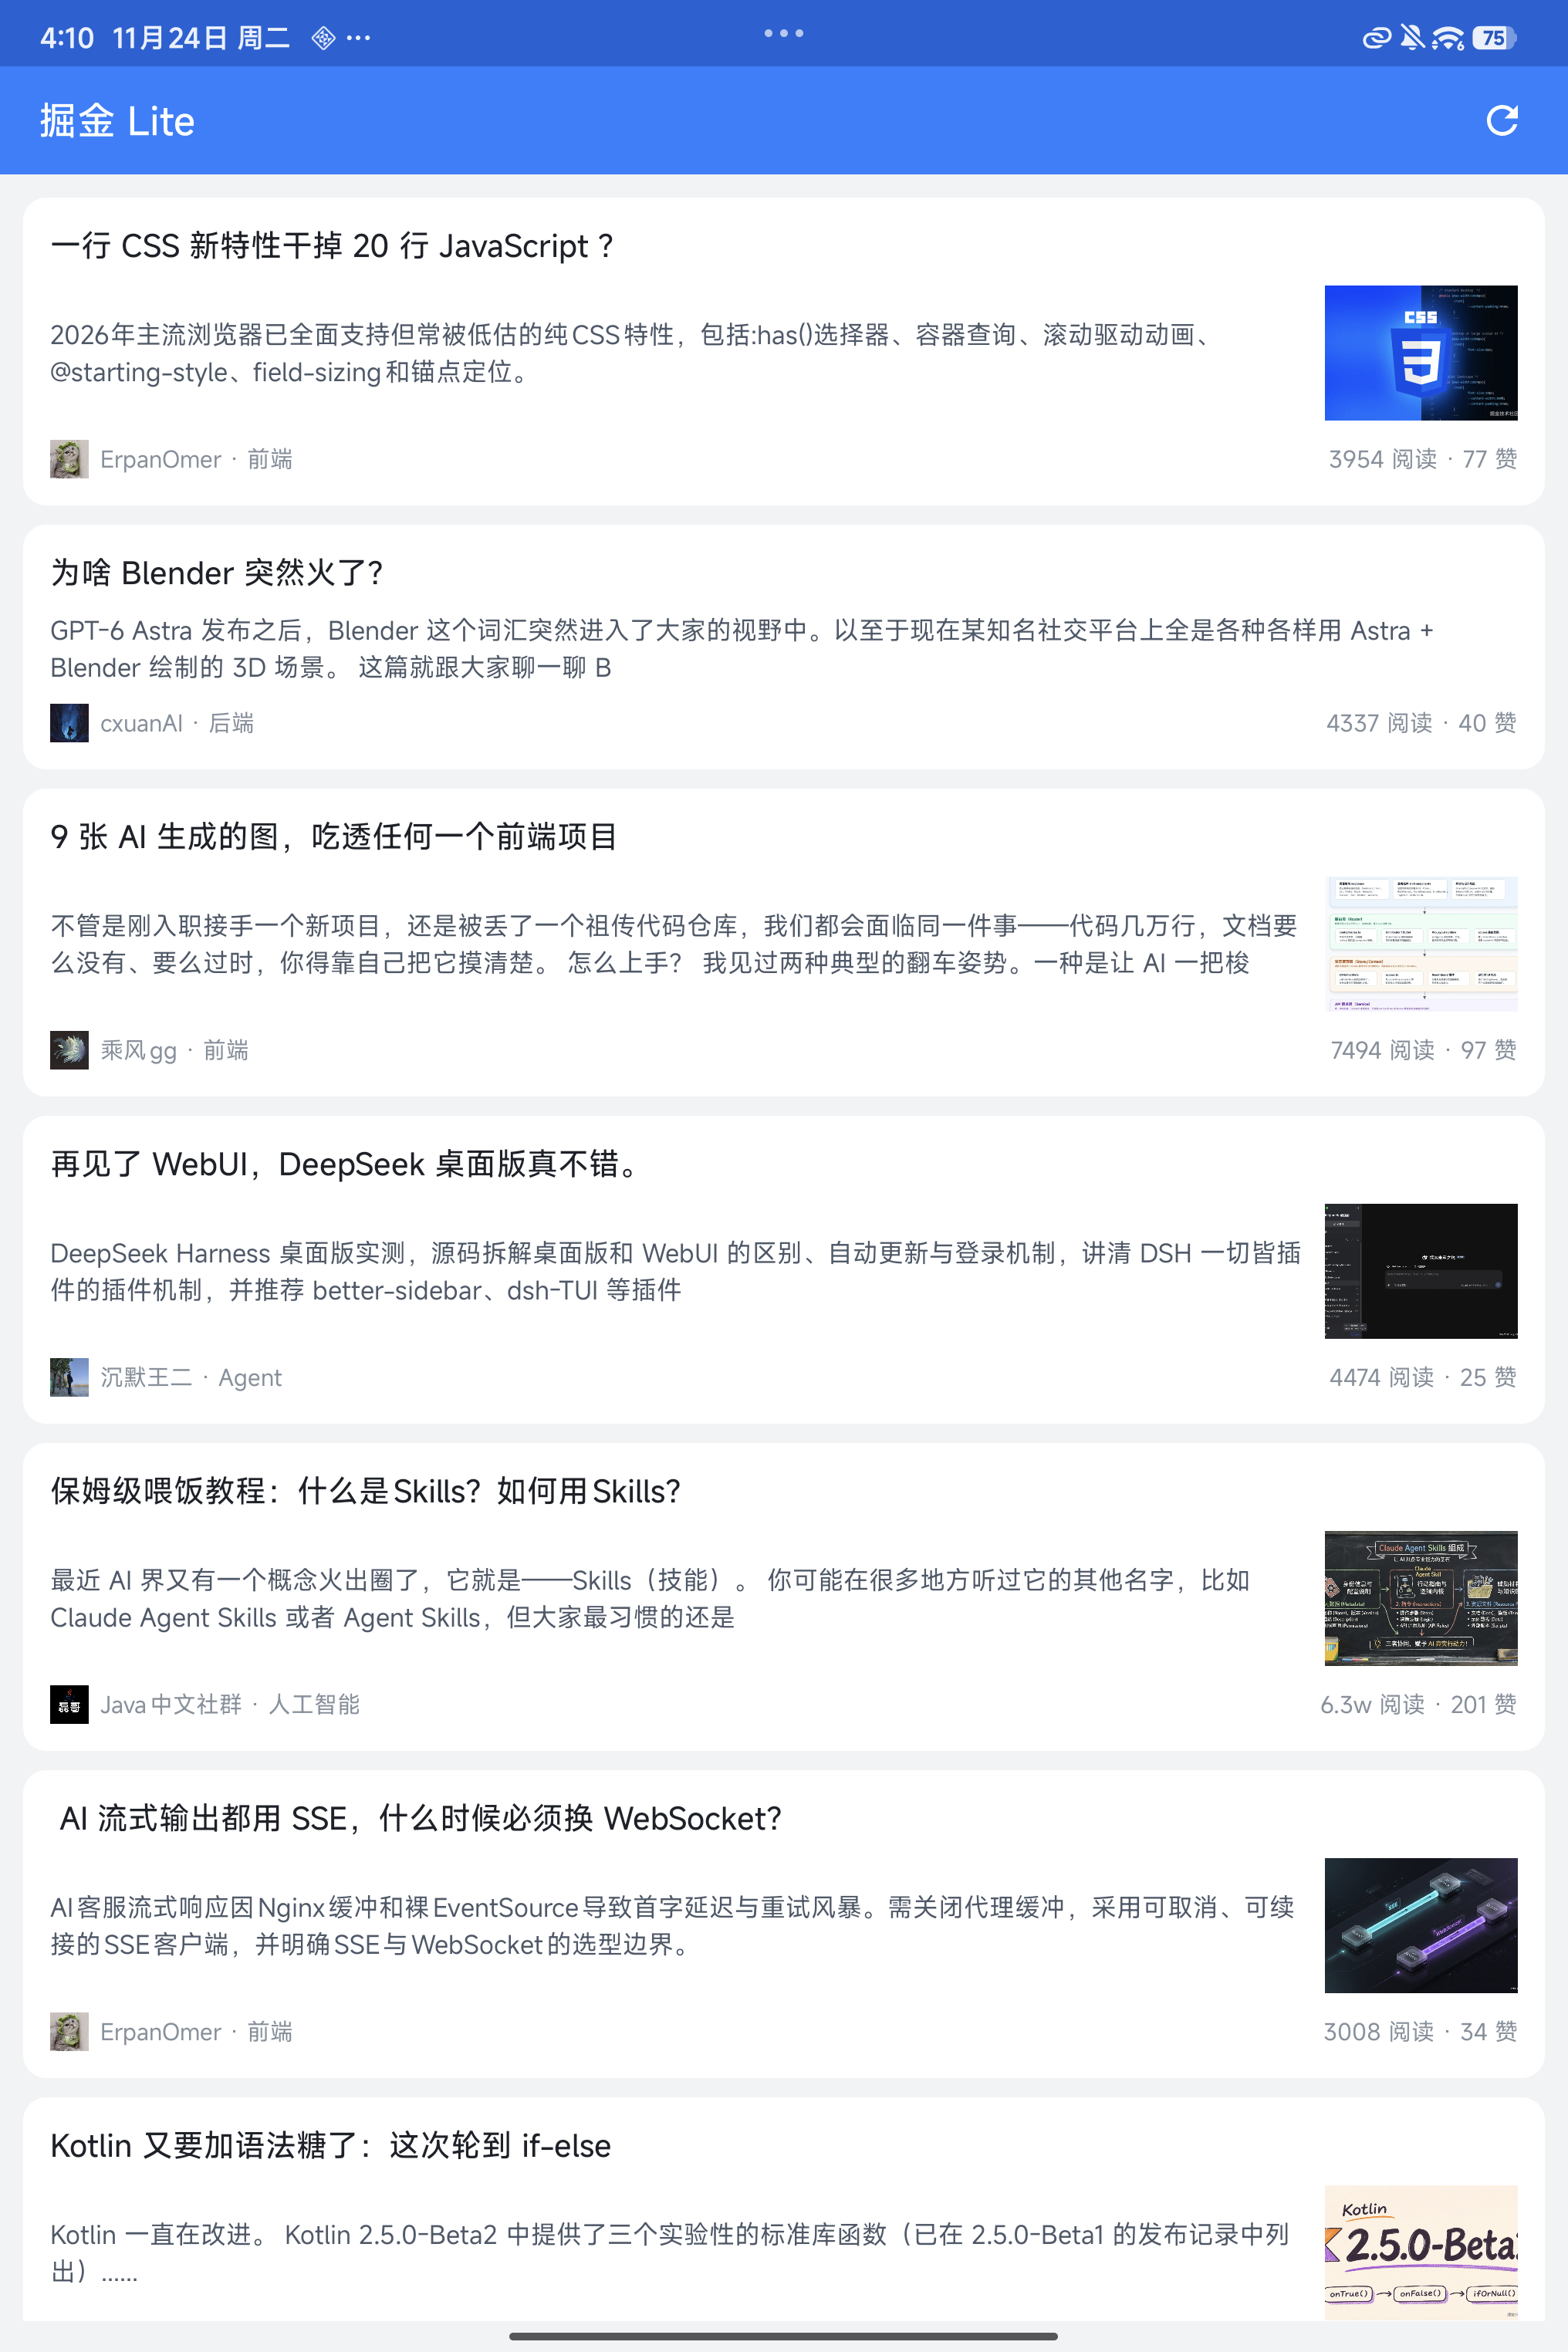 4:10 11月24日 周二 ...
75
掘金 Lite
一行 CSS 新特性干掉 20 行 JavaScript ？
2026年主流浏览器已全面支持但常被低估的纯CSS特性，包括:has()选择器、容器查询、滚动驱动动画、
@starting-style、field-sizing和锚点定位。
CSS
3
掘金技术社区
ErpanOmer · 前端
3954 阅读 · 77 赞
为啥 Blender 突然火了？
GPT-6 Astra 发布之后，Blender 这个词汇突然进入了大家的视野中。以至于现在某知名社交平台上全是各种各样用 Astra +
Blender 绘制的 3D 场景。 这篇就跟大家聊一聊 B
cxuanAI · 后端
4337 阅读 · 40 赞
9 张 AI 生成的图，吃透任何一个前端项目
不管是刚入职接手一个新项目，还是被丢了一个祖传代码仓库，我们都会面临同一件事——代码几万行，文档要
么没有、要么过时，你得靠自己把它摸清楚。 怎么上手？ 我见过两种典型的翻车姿势。一种是让 AI 一把梭
乘风gg · 前端
7494 阅读 · 97 赞
再见了 WebUI，DeepSeek 桌面版真不错。
DeepSeek Harness 桌面版实测，源码拆解桌面版和 WebUI 的区别、自动更新与登录机制，讲清 DSH 一切皆插
件的插件机制，并推荐 better-sidebar、dsh-TUI 等插件
沉默王二 · Agent
4474 阅读 · 25 赞
保姆级喂饭教程：什么是Skills？如何用Skills？
最近 AI 界又有一个概念火出圈了，它就是——Skills（技能）。 你可能在很多地方听过它的其他名字，比如
Claude Agent Skills 或者 Agent Skills，但大家最习惯的还是
Claude Agent Skills 组成
Claude
Agent Skill
三者协同，赋予 AI
磊哥
Java中文社群 · 人工智能
6.3w 阅读 · 201 赞
AI 流式输出都用 SSE，什么时候必须换 WebSocket？
AI客服流式响应因Nginx缓冲和裸EventSource导致首字延迟与重试风暴。需关闭代理缓冲，采用可取消、可续
接的SSE客户端，并明确SSE与WebSocket的选型边界。
SSE
WebSocket
ErpanOmer · 前端
3008 阅读 · 34 赞
Kotlin 又要加语法糖了：这次轮到 if-else
Kotlin 一直在改进。 Kotlin 2.5.0-Beta2 中提供了三个实验性的标准库函数（已在 2.5.0-Beta1 的发布记录中列
出）……
Kotlin
2.5.0-Beta
onTrue() → onFalse() → ifOrNull()